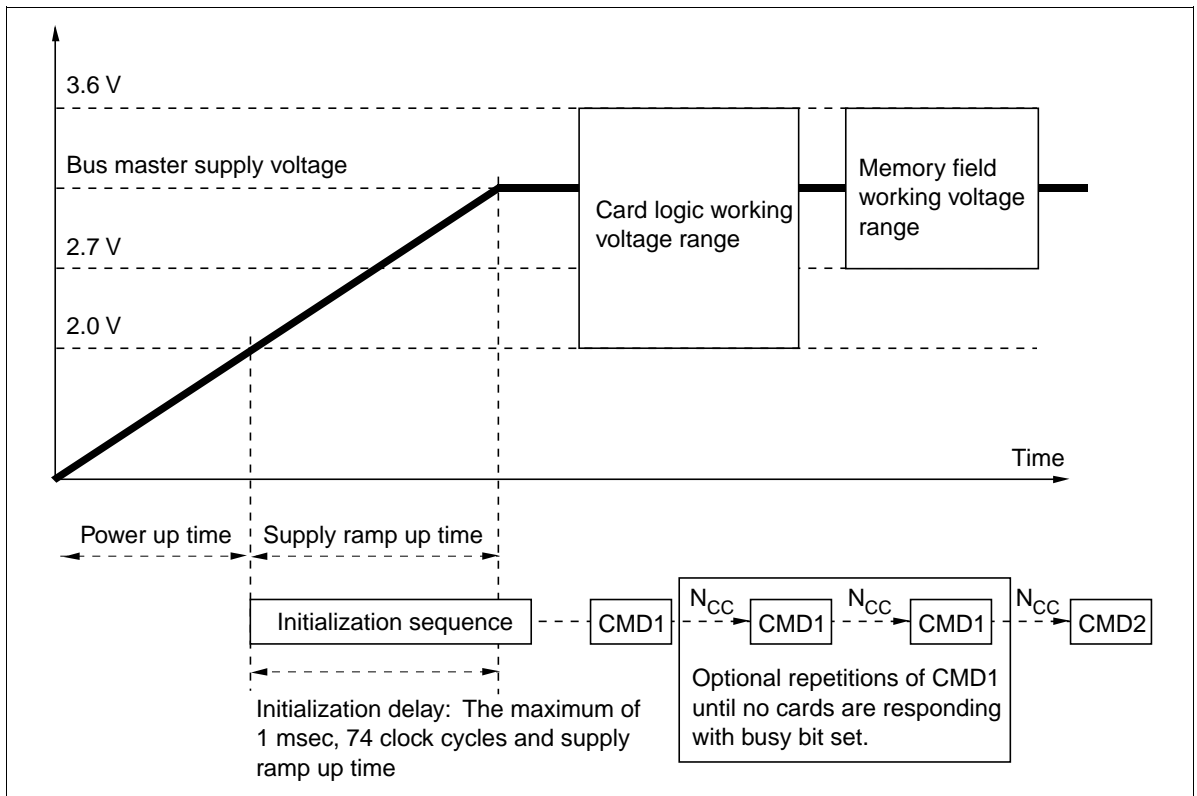 3.6 V
Bus master supply voltage
2.7 V
2.0 V
Card logic working
voltage range
Memory field
working voltage
range
Time
Power up time
Supply ramp up time
Initialization sequence
CMD1
NCC
CMD1
NCC
CMD1
NCC
CMD2
Optional repetitions of CMD1
until no cards are responding
with busy bit set.
Initialization delay: The maximum of
1 msec, 74 clock cycles and supply
ramp up time